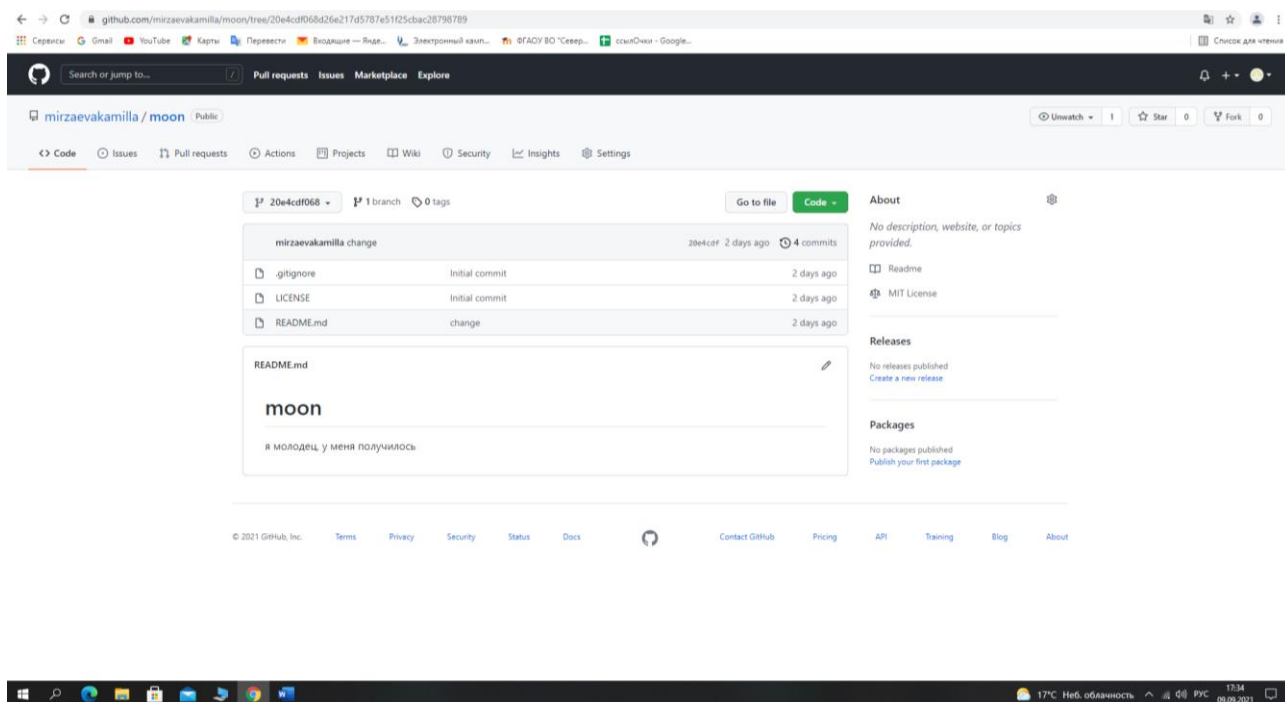 github.com/mirzaevakamilla/moon/tree/20e4cdf068d26e217d5787e51f25cbac28798789
Сервисы Gmail YouTube Карты Перевести Входящие — Янде... Электронный камп... ФГАОУ ВО "Север... ссылОчки - Google... Список для чтения
Search or jump to... / Pull requests Issues Marketplace Explore
mirzaevakamilla / moon Public Unwatch 1 Star 0 Fork 0
Code Issues Pull requests Actions Projects Wiki Security Insights Settings
20e4cdf068 1 branch 0 tags Go to file Code About
No description, website, or topics
provided.
mirzaevakamilla change 20e4cdf 2 days ago 4 commits
.gitignore Initial commit 2 days ago Readme
LICENSE Initial commit 2 days ago MIT License
README.md change 2 days ago
Releases
README.md No releases published
Create a new release
moon
Packages
я молодец, у меня получилось No packages published
Publish your first package
© 2021 GitHub, Inc. Terms Privacy Security Status Docs Contact GitHub Pricing API Training Blog About
17°C Неб. облачность РУС 17:34
09.09.2021